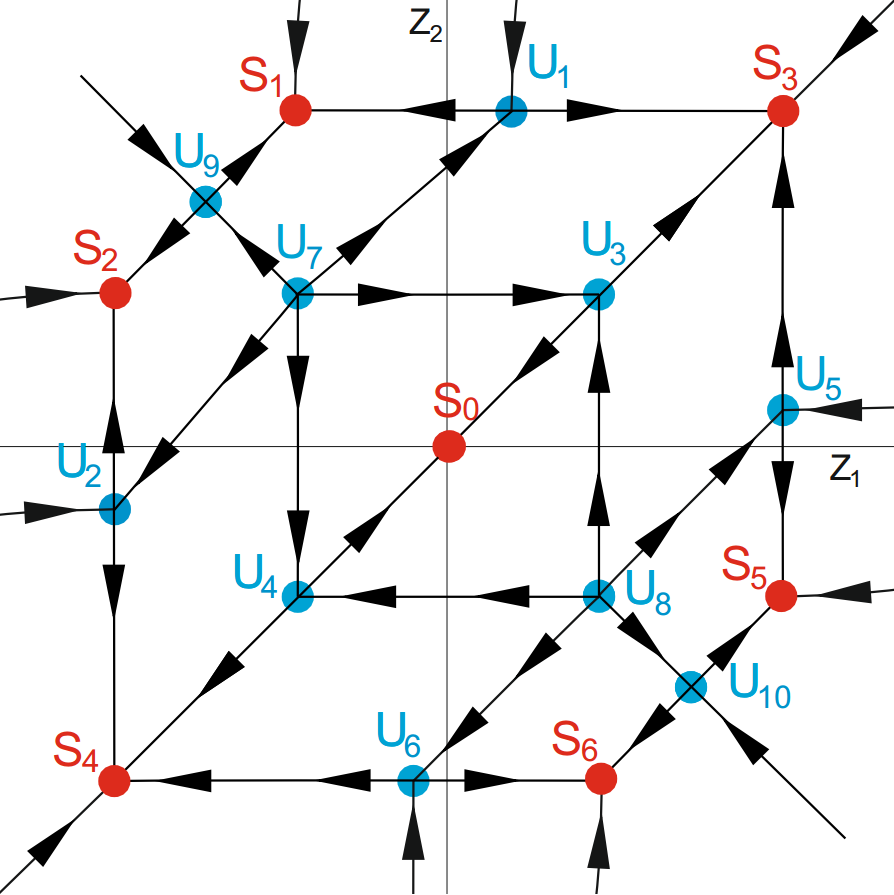 Z₂
S₁
U₁
S₃
U₉
S₂
U₇
U₃
S₀
U₅
U₂
Z₁
U₄
U₈
S₅
U₁₀
S₄
U₆
S₆